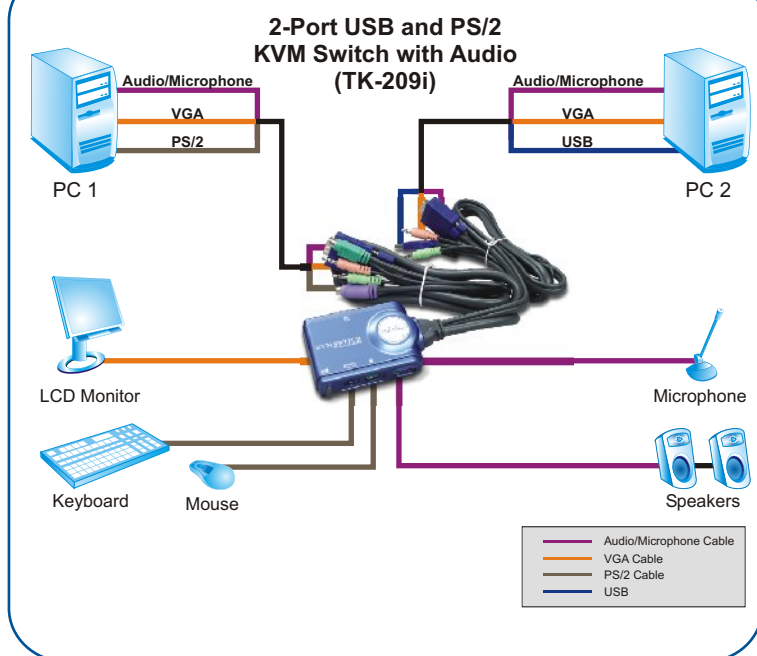 2-Port USB and PS/2
KVM Switch with Audio
(TK-209i)
Audio/Microphone
VGA
PS/2
PC 1
Audio/Microphone
VGA
USB
PC 2
LCD Monitor
Microphone
Keyboard
Mouse
Speakers
Audio/Microphone Cable
VGA Cable
PS/2 Cable
USB